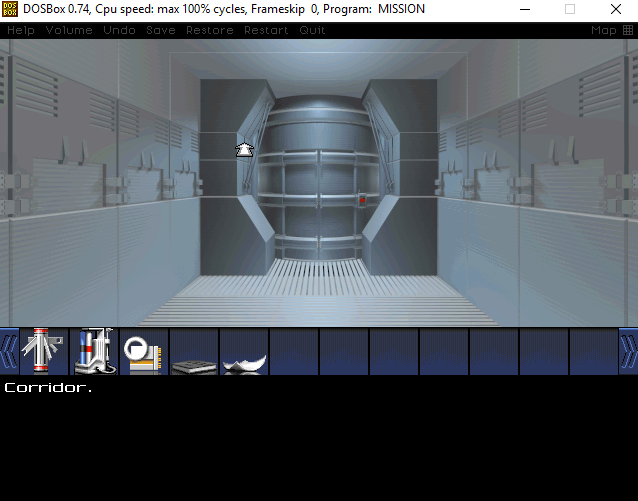 DOSBox 0.74, Cpu speed: max 100% cycles, Frameskip 0, Program: MISSION
Help Volume Undo Save Restore Restart Quit Map
Corridor.